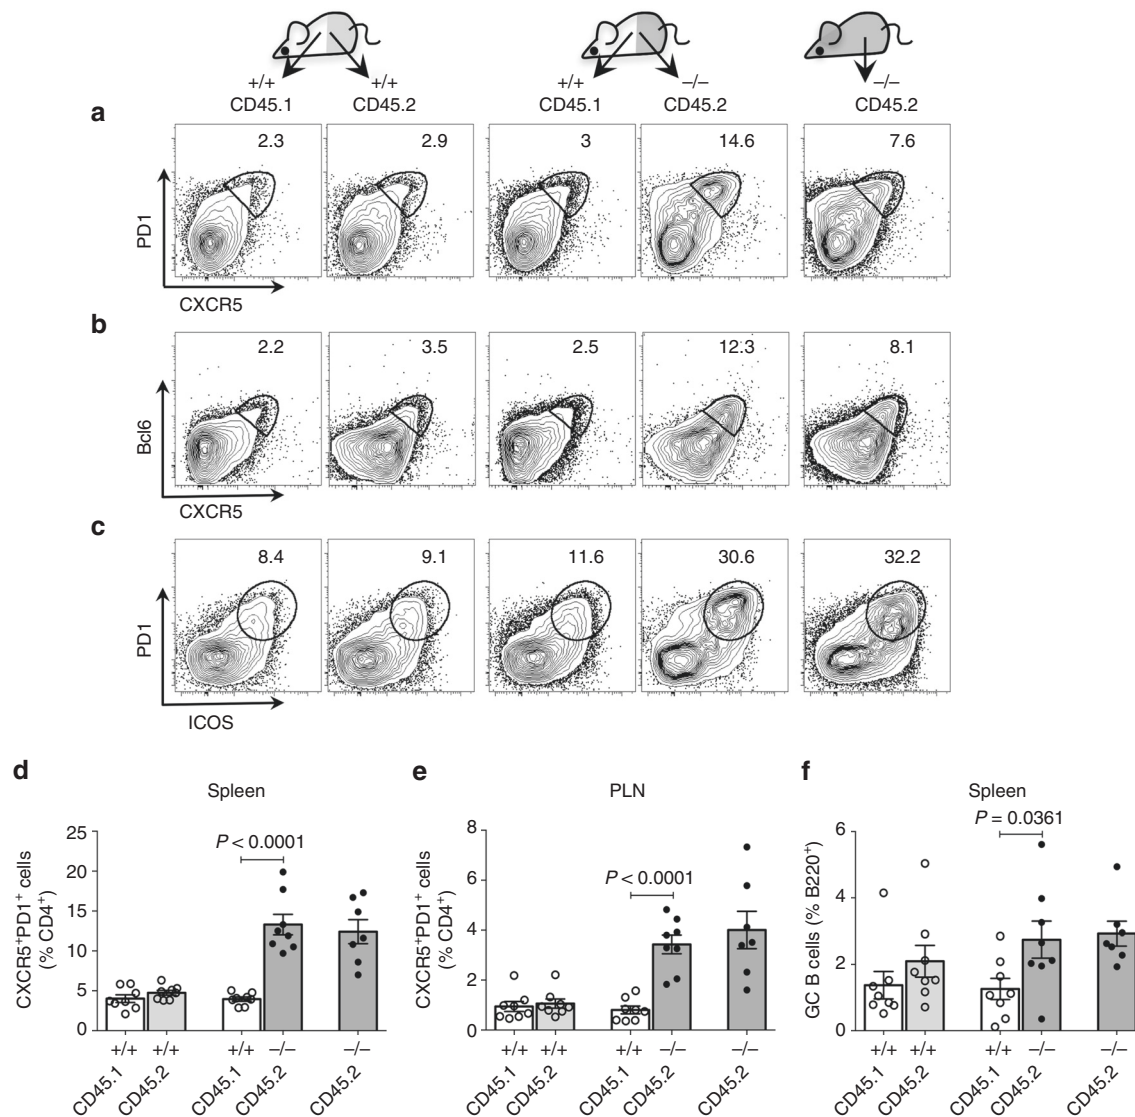 +/+ +/+ +/+ –/– –/–
CD45.1 CD45.2 CD45.1 CD45.2 CD45.2
a
2.3 2.9 3 14.6 7.6
PD1
CXCR5
b
2.2 3.5 2.5 12.3 8.1
Bcl6
CXCR5
c
8.4 9.1 11.6 30.6 32.2
PD1
ICOS
d
Spleen
CXCR5⁺PD1⁺ cells
(% CD4⁺)
25
20
15
10
5
0
P < 0.0001
+/+ +/+ +/+ –/– –/–
CD45.1 CD45.2 CD45.1 CD45.2 CD45.2
e
PLN
CXCR5⁺PD1⁺ cells
(% CD4⁺)
8
6
4
2
0
P < 0.0001
+/+ +/+ +/+ –/– –/–
CD45.1 CD45.2 CD45.1 CD45.2 CD45.2
f
Spleen
GC B cells (% B220⁺)
6
4
2
0
P = 0.0361
+/+ +/+ +/+ –/– –/–
CD45.1 CD45.2 CD45.1 CD45.2 CD45.2